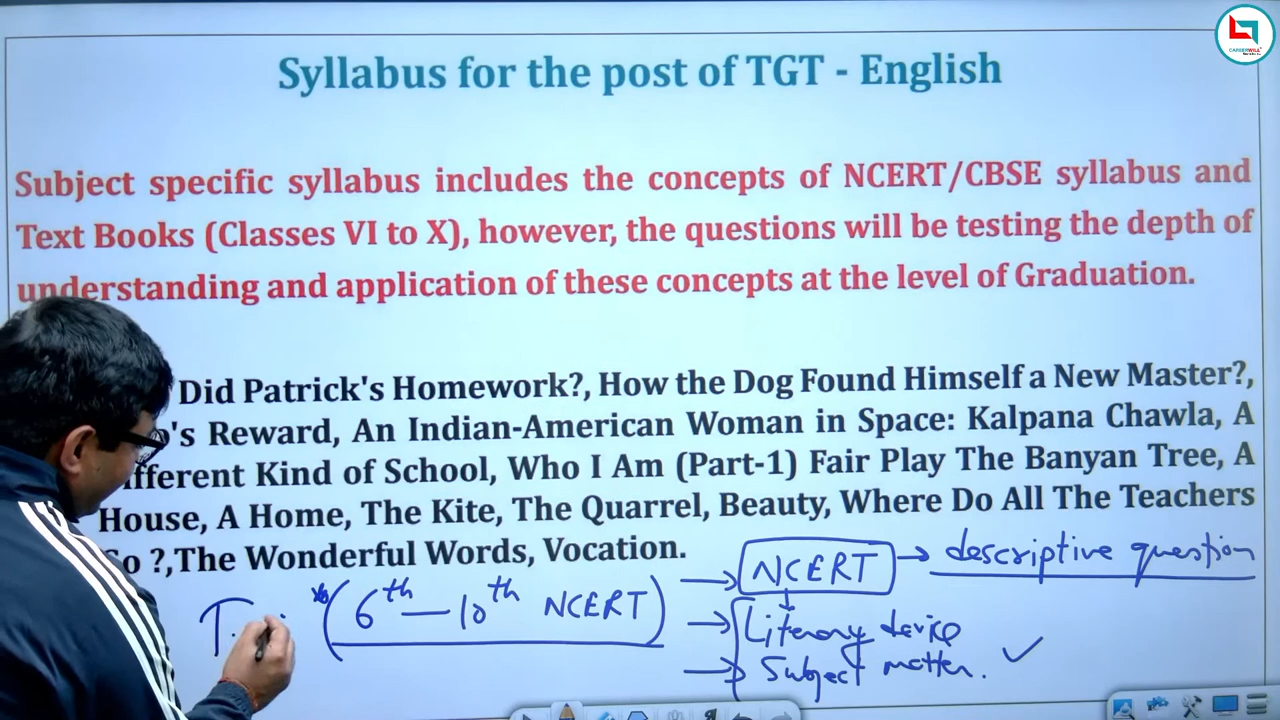 CAREERWILL
Syllabus for the post of TGT - English
Subject specific syllabus includes the concepts of NCERT/CBSE syllabus and
Text Books (Classes VI to X), however, the questions will be testing the depth of
understanding and application of these concepts at the level of Graduation.
Did Patrick's Homework?, How the Dog Found Himself a New Master?,
's Reward, An Indian-American Woman in Space: Kalpana Chawla, A
fferent Kind of School, Who I Am (Part-1) Fair Play The Banyan Tree, A
House, A Home, The Kite, The Quarrel, Beauty, Where Do All The Teachers
o ?,The Wonderful Words, Vocation.
NCERT → descriptive question
(6th — 10th NCERT)
Literary device
Subject matter. ✓